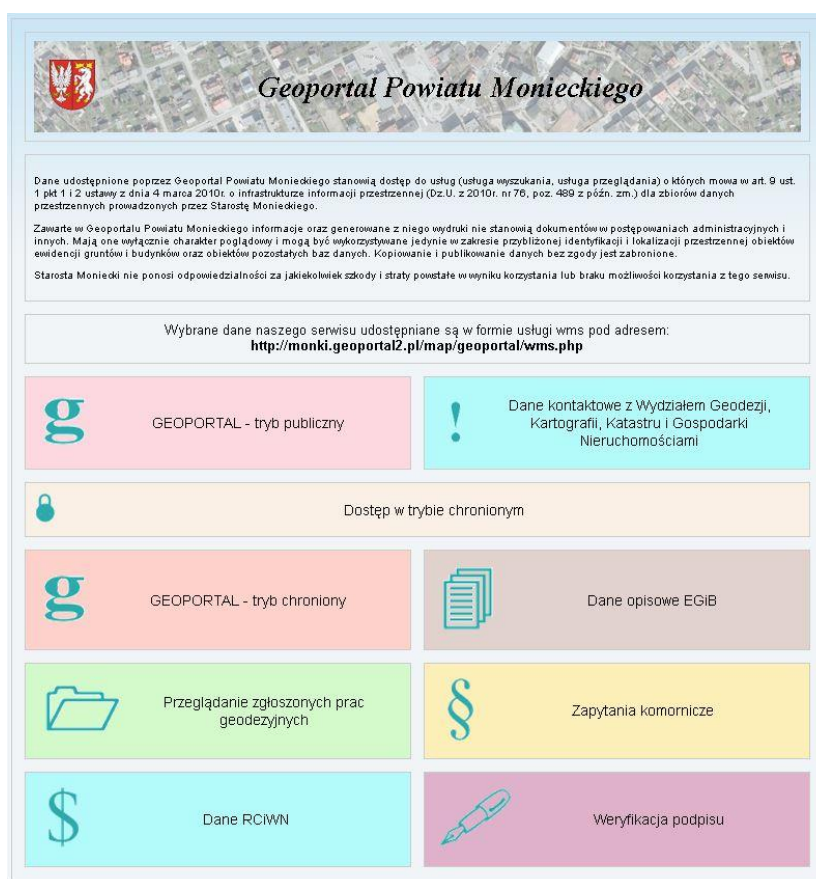 Geoportal Powiatu Monieckiego
Dane udostępnione poprzez Geoportal Powiatu Monieckiego stanowią dostęp do usług (usługa wyszukania, usługa przeglądania) o których mowa w art. 9 ust.
1 pkt 1 i 2 ustawy z dnia 4 marca 2010r. o infrastrukturze informacji przestrzennej (Dz.U. z 2010r. nr 76, poz. 489 z późn. zm.) dla zbiorów danych
przestrzennych prowadzonych przez Starostę Monieckiego.
Zawarte w Geoportalu Powiatu Monieckiego informacje oraz generowane z niego wydruki nie stanowią dokumentów w postępowaniach administracyjnych i
innych. Mają one wyłącznie charakter poglądowy i mogą być wykorzystywane jedynie w zakresie przybliżonej identyfikacji i lokalizacji przestrzennej obiektów
ewidencji gruntów i budynków oraz obiektów pozostałych baz danych. Kopiowanie i publikowanie danych bez zgody jest zabronione.
Starosta Moniecki nie ponosi odpowiedzialności za jakiekolwiek szkody i straty powstałe w wyniku korzystania lub braku możliwości korzystania z tego serwisu.
Wybrane dane naszego serwisu udostępniane są w formie usługi wms pod adresem:
http://monki.geoportal2.pl/map/geoportal/wms.php
g
GEOPORTAL - tryb publiczny
!
Dane kontaktowe z Wydziałem Geodezji,
Kartografii, Katastru i Gospodarki
Nieruchomościami
Dostęp w trybie chronionym
g
GEOPORTAL - tryb chroniony
Dane opisowe EGiB
Przeglądanie zgłoszonych prac
geodezyjnych
§
Zapytania komornicze
$
Dane RCiWN
Weryfikacja podpisu